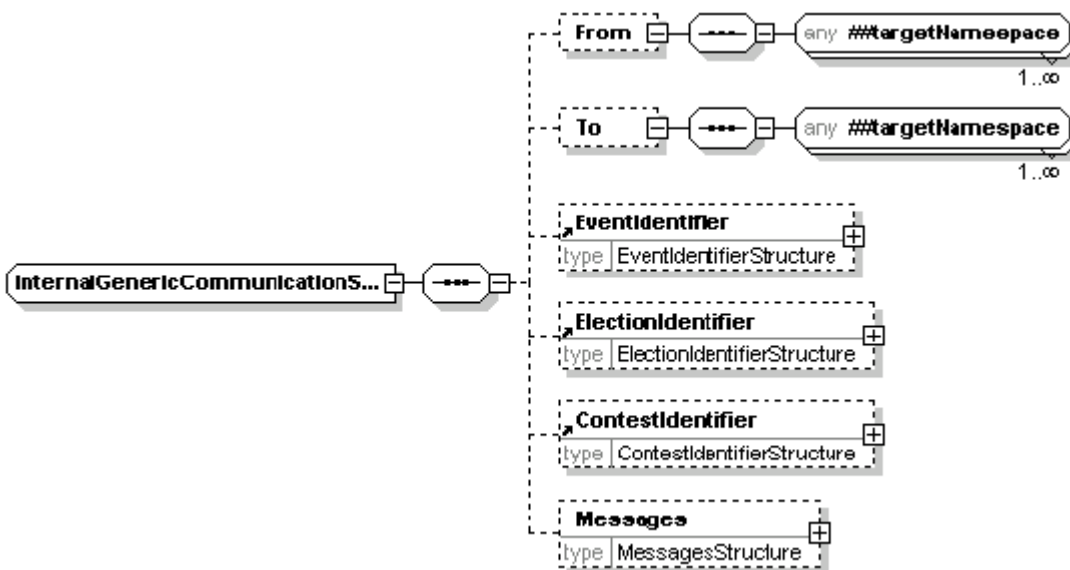 From
any ##targetNamespace
1..∞
To
any ##targetNamespace
1..∞
EventIdentifier
type EventIdentifierStructure
InternalGenericCommunicationS...
ElectionIdentifier
type ElectionIdentifierStructure
ContestIdentifier
type ContestIdentifierStructure
Messages
type MessagesStructure